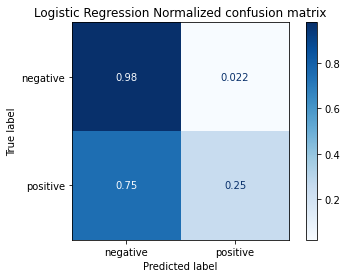 Logistic Regression Normalized confusion matrix
True label
negative
0.98
0.022
positive
0.75
0.25
negative
positive
Predicted label
0.8
0.6
0.4
0.2